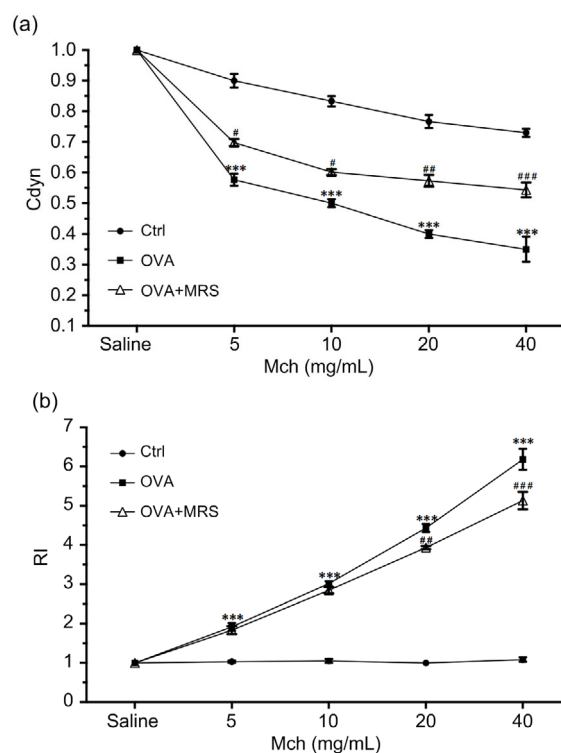 (a)
1.0
0.9
0.8
0.7
0.6
0.5
0.4
0.3
0.2
0.1
Cdyn
# # ## ###
*** *** *** ***
Ctrl
OVA
OVA+MRS
Saline 5 10 20 40
Mch (mg/mL)
(b)
7
6
5
4
3
2
1
0
RI
Ctrl
OVA
OVA+MRS
***
###
***
##
***
***
Saline 5 10 20 40
Mch (mg/mL)